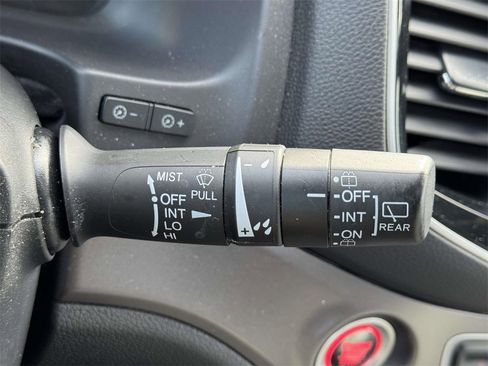 MIST
OFF PULL
INT
LO
HI
- +
OFF
INT
ON
REAR
- +